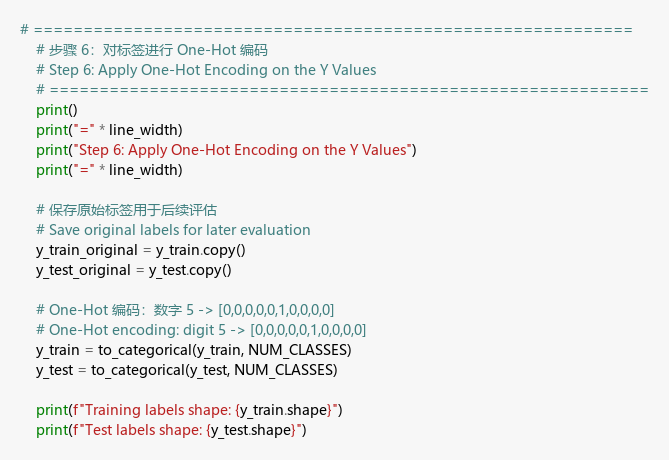 # ============================================================
# 步骤 6：对标签进行 One-Hot 编码
# Step 6: Apply One-Hot Encoding on the Y Values
# ============================================================
print()
print("=" * line_width)
print("Step 6: Apply One-Hot Encoding on the Y Values")
print("=" * line_width)
# 保存原始标签用于后续评估
# Save original labels for later evaluation
y_train_original = y_train.copy()
y_test_original = y_test.copy()
# One-Hot 编码：数字 5 -> [0,0,0,0,0,1,0,0,0,0]
# One-Hot encoding: digit 5 -> [0,0,0,0,0,1,0,0,0,0]
y_train = to_categorical(y_train, NUM_CLASSES)
y_test = to_categorical(y_test, NUM_CLASSES)
print(f"Training labels shape: {y_train.shape}")
print(f"Test labels shape: {y_test.shape}")